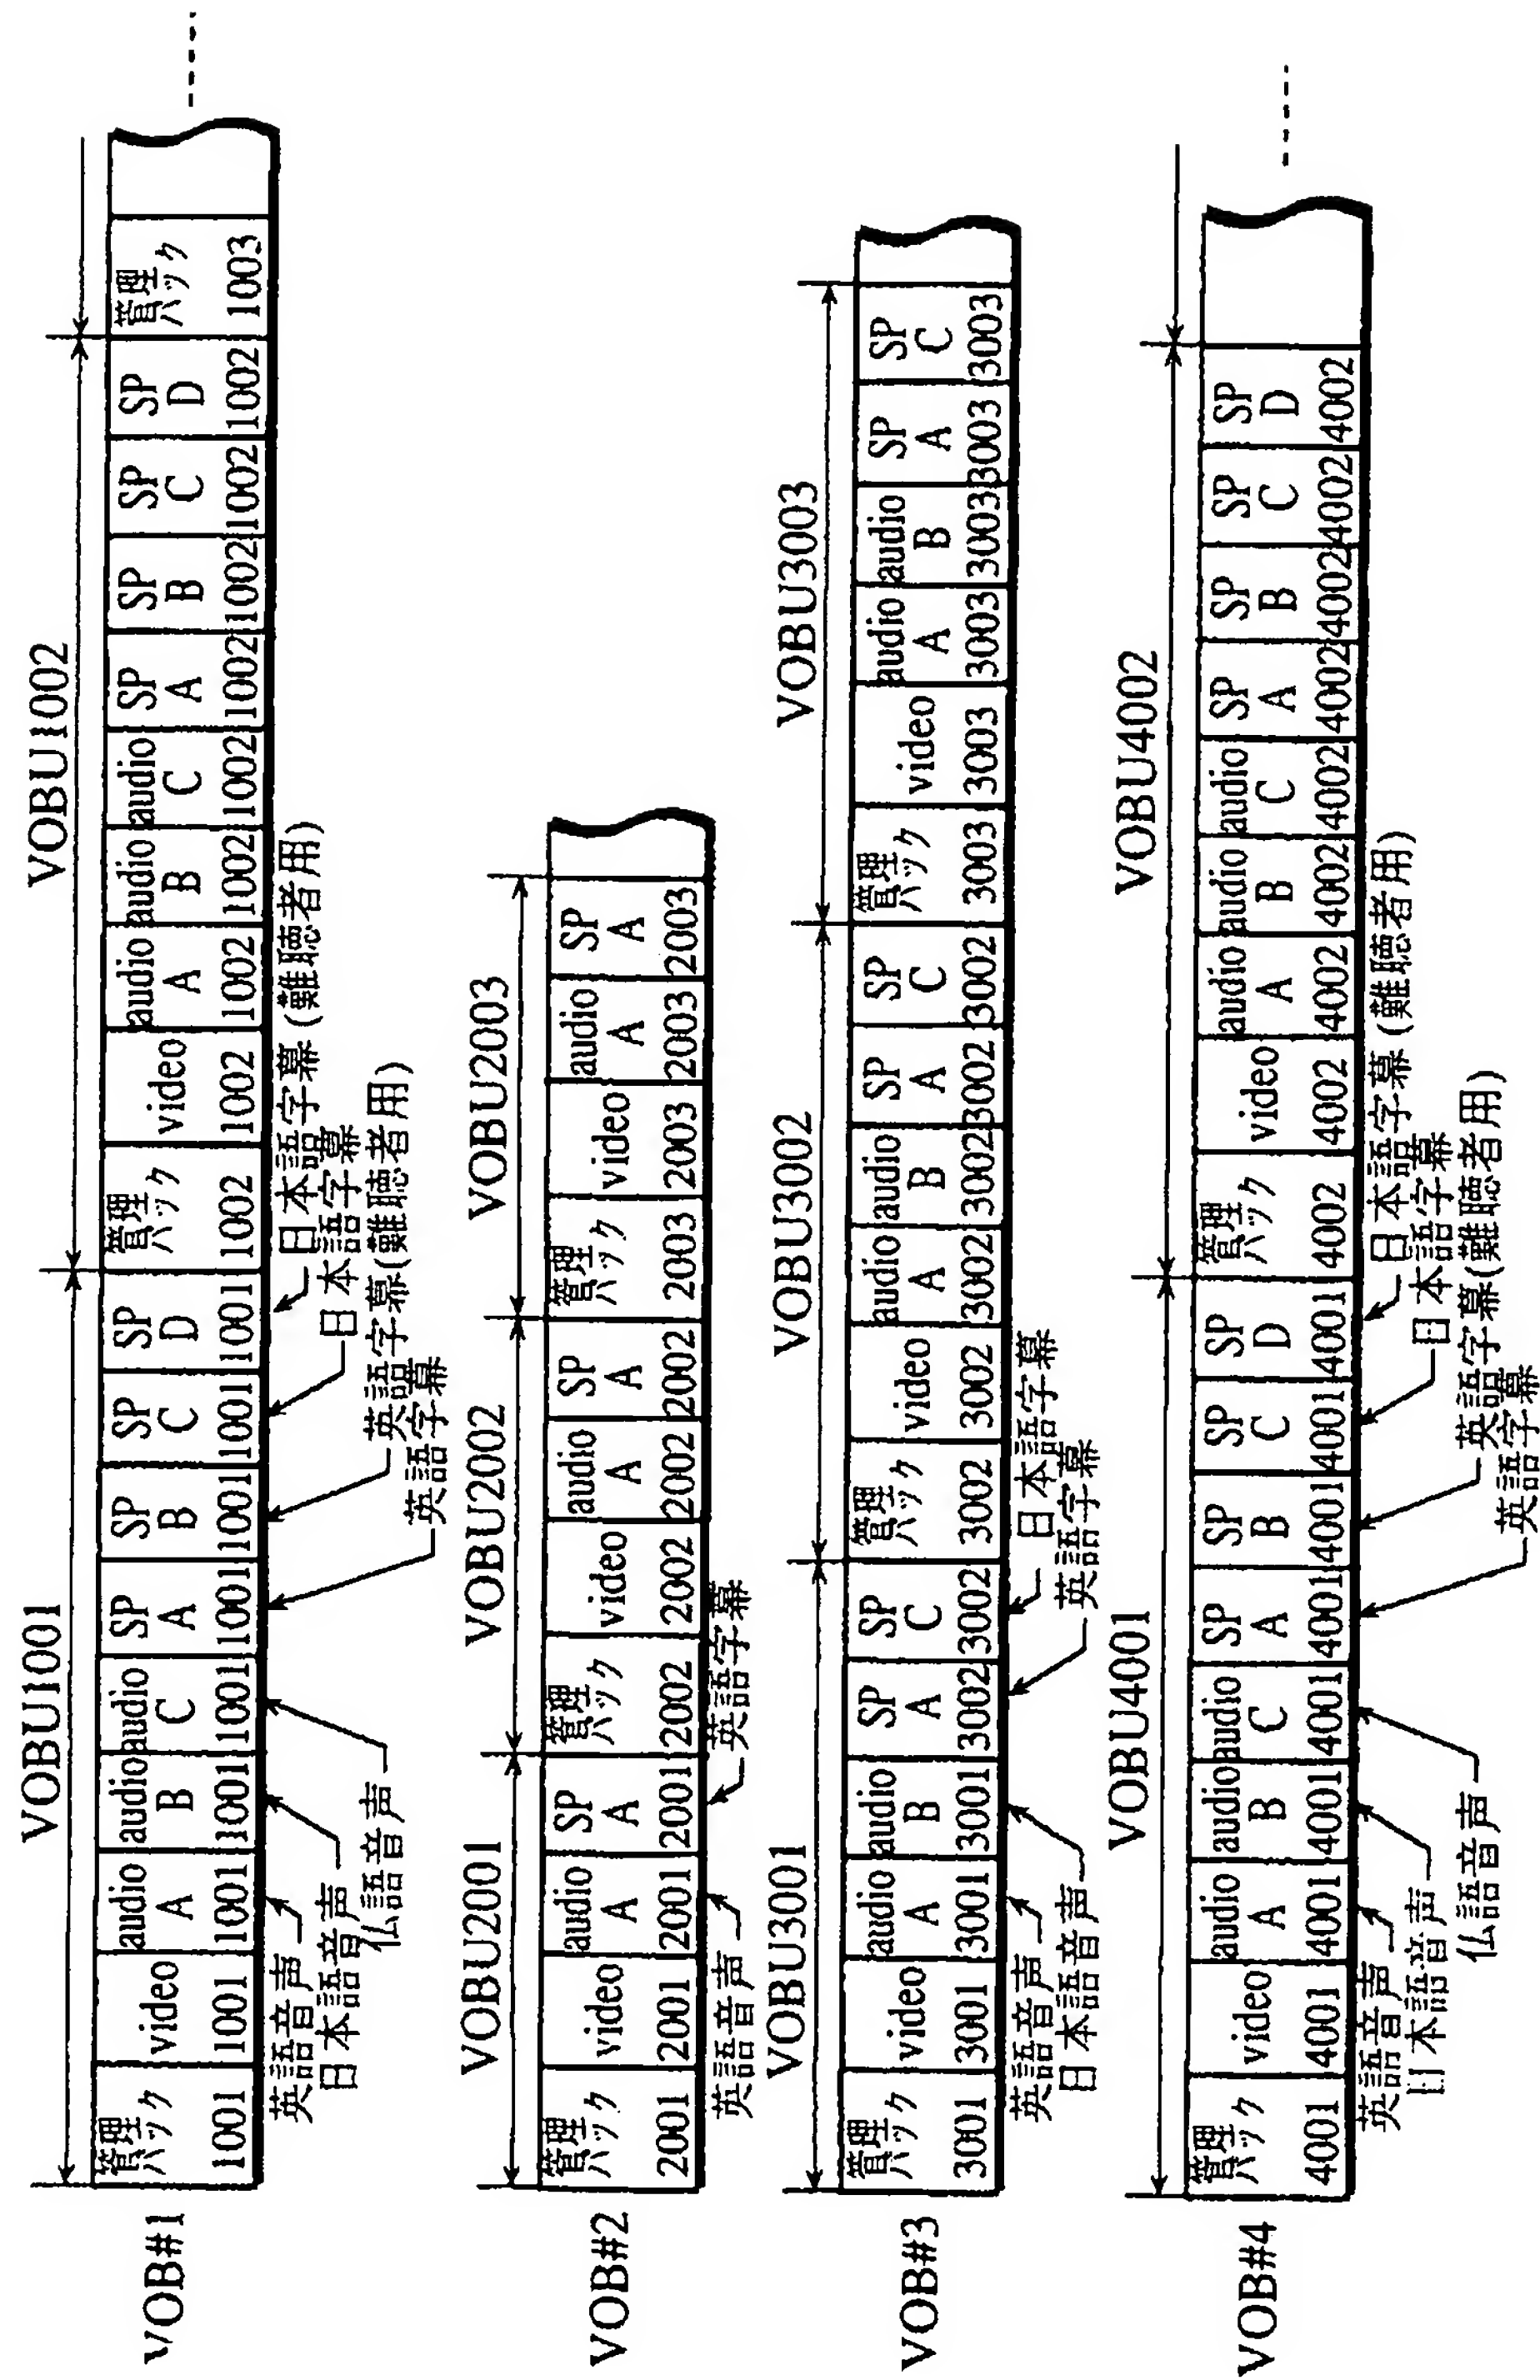 VOB#1
VOBU1001
VOBU1002
管理パック 1001
video 1001
audio A 1001
audio B 1001
audio C 1001
SP A 1001
SP B 1001
SP C 1001
SP D 1001
管理パック 1002
video 1002
audio A 1002
audio B 1002
audio C 1002
SP A 1002
SP B 1002
SP C 1002
SP D 1002
管理パック 1003
英語音声
日本語音声
仏語音声
英語字幕
英語字幕(難聴者用)
日本語字幕
日本語字幕(難聴者用)
VOB#2
VOBU2001
VOBU2002
VOBU2003
管理パック 2001
video 2001
audio A 2001
SP A 2001
管理パック 2002
video 2002
audio A 2002
SP A 2002
管理パック 2003
video 2003
audio A 2003
SP A 2003
英語音声
英語字幕
VOB#3
VOBU3001
VOBU3002
VOBU3003
管理パック 3001
video 3001
audio A 3001
audio B 3001
SP A 3002
SP C 3002
管理パック 3002
video 3002
audio A 3002
audio B 3002
SP A 3002
SP C 3002
管理パック 3003
video 3003
audio A 3003
audio B 3003
SP A 3003
SP C 3003
英語音声
日本語音声
英語字幕
日本語字幕
VOB#4
VOBU4001
VOBU4002
管理パック 4001
video 4001
audio A 4001
audio B 4001
audio C 4001
SP A 4001
SP B 4001
SP C 4001
SP D 4001
管理パック 4002
video 4002
audio A 4002
audio B 4002
audio C 4002
SP A 4002
SP B 4002
SP C 4002
SP D 4002
英語音声
日本語音声
仏語音声
英語字幕
英語字幕(難聴者用)
日本語字幕
日本語字幕(難聴者用)